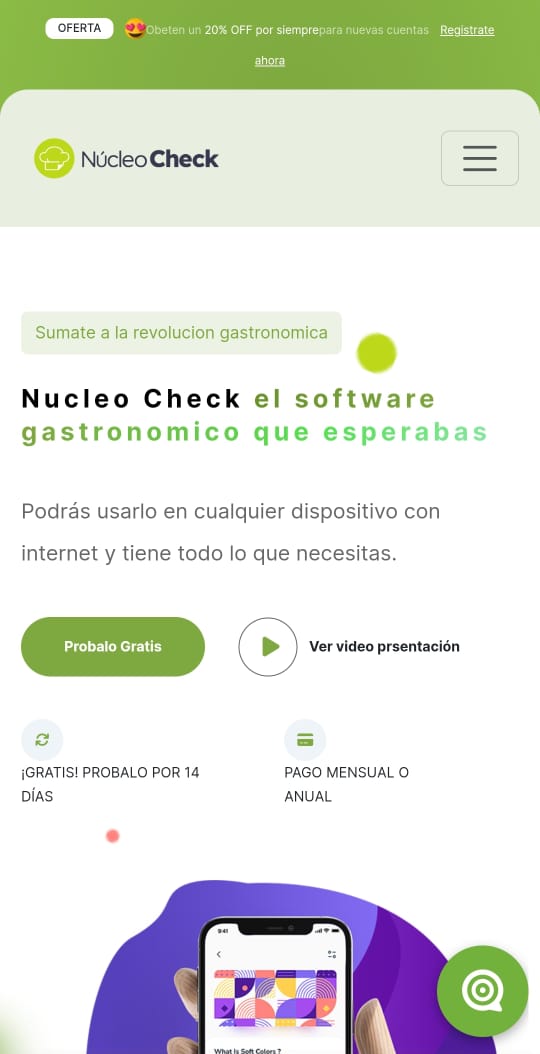 OFERTA 😍Obeten un 20% OFF por siemprepara nuevas cuentas Registrate
ahora
NúcleoCheck
Sumate a la revolucion gastronomica
Nucleo Check el software
gastronomico que esperabas
Podrás usarlo en cualquier dispositivo con
internet y tiene todo lo que necesitas.
Probalo Gratis
Ver video prsentación
¡GRATIS! PROBALO POR 14
DÍAS
PAGO MENSUAL O
ANUAL
9:41
What is Soft Colors ?